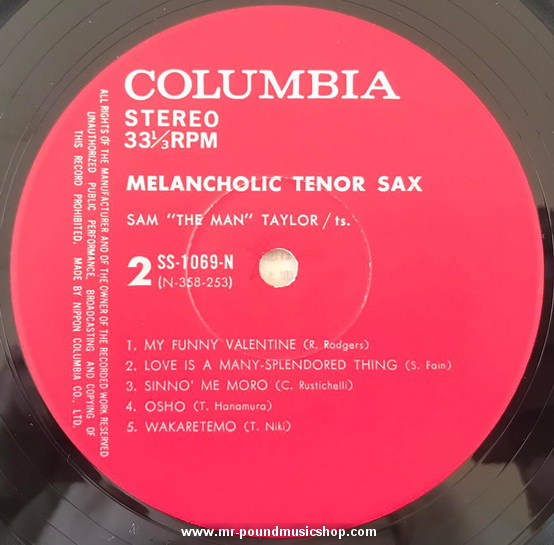 COLUMBIA
STEREO
33⅓RPM
MELANCHOLIC TENOR SAX
SAM "THE MAN" TAYLOR / ts.
2 SS-1069-N
(N-358-253)
1. MY FUNNY VALENTINE (R. Rodgers)
2. LOVE IS A MANY-SPLENDORED THING (S. Fain)
3. SINNO' ME MORO (C. Rustichelli)
4. OSHO (T. Hanamura)
5. WAKARETEMO (T. Niki)
ALL RIGHTS OF THE MANUFACTURER AND OF THE OWNER OF THE RECORDED WORK RESERVED
UNAUTHORIZED PUBLIC PERFORMANCE, BROADCASTING AND COPYING OF
THIS RECORD PROHIBITED. MADE BY NIPPON COLUMBIA CO., LTD.
www.mr-poundmusicshop.com